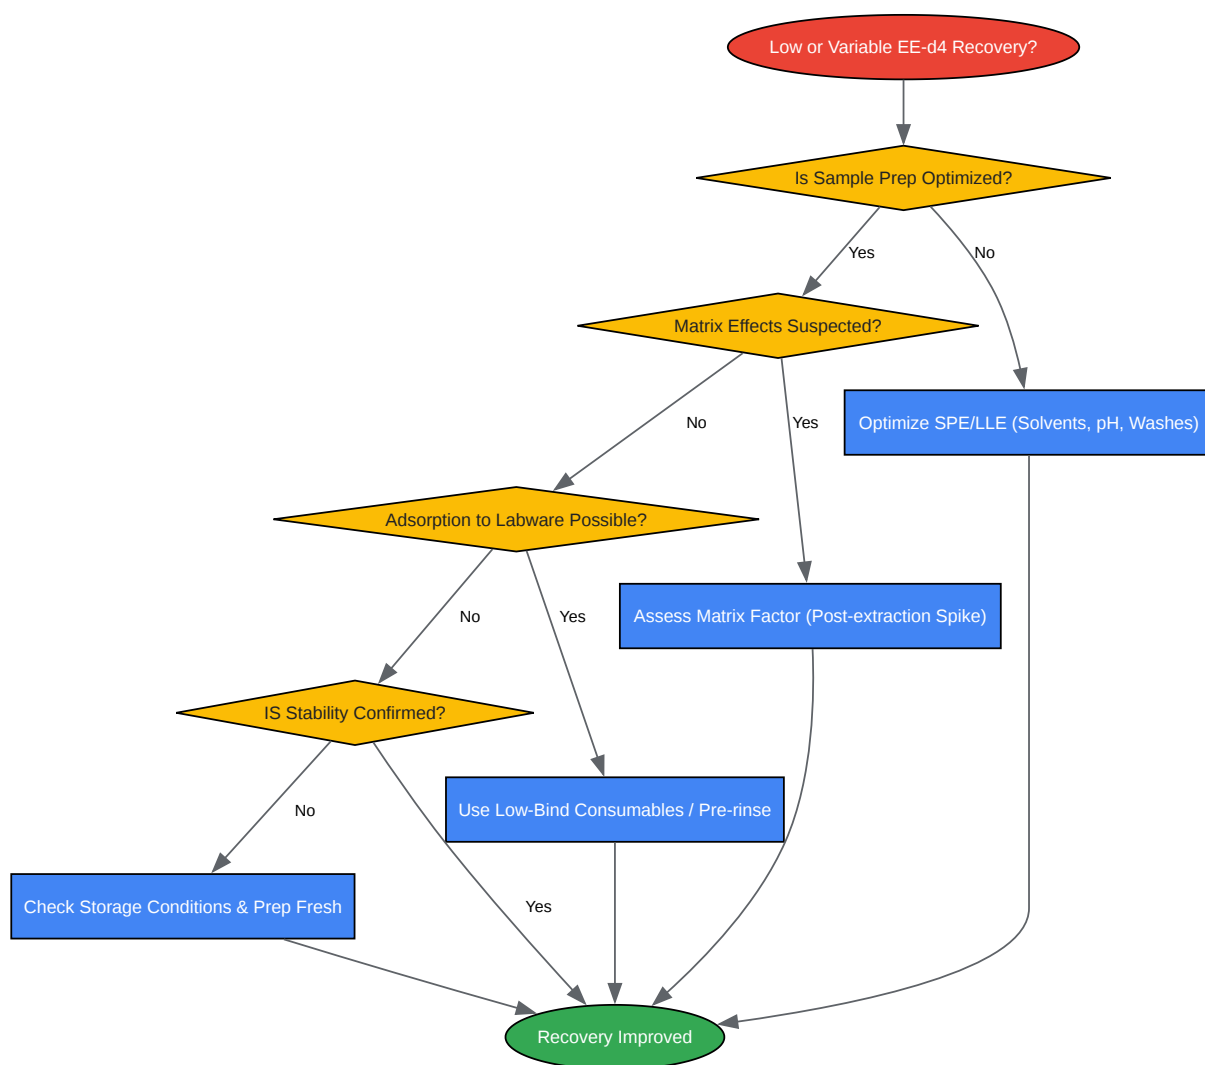 Low or Variable EE-d4 Recovery?
Is Sample Prep Optimized?
Yes
No
Matrix Effects Suspected?
No
Yes
Optimize SPE/LLE (Solvents, pH, Washes)
Adsorption to Labware Possible?
No
Yes
Assess Matrix Factor (Post-extraction Spike)
IS Stability Confirmed?
No
Use Low-Bind Consumables / Pre-rinse
Check Storage Conditions & Prep Fresh
Yes
Recovery Improved